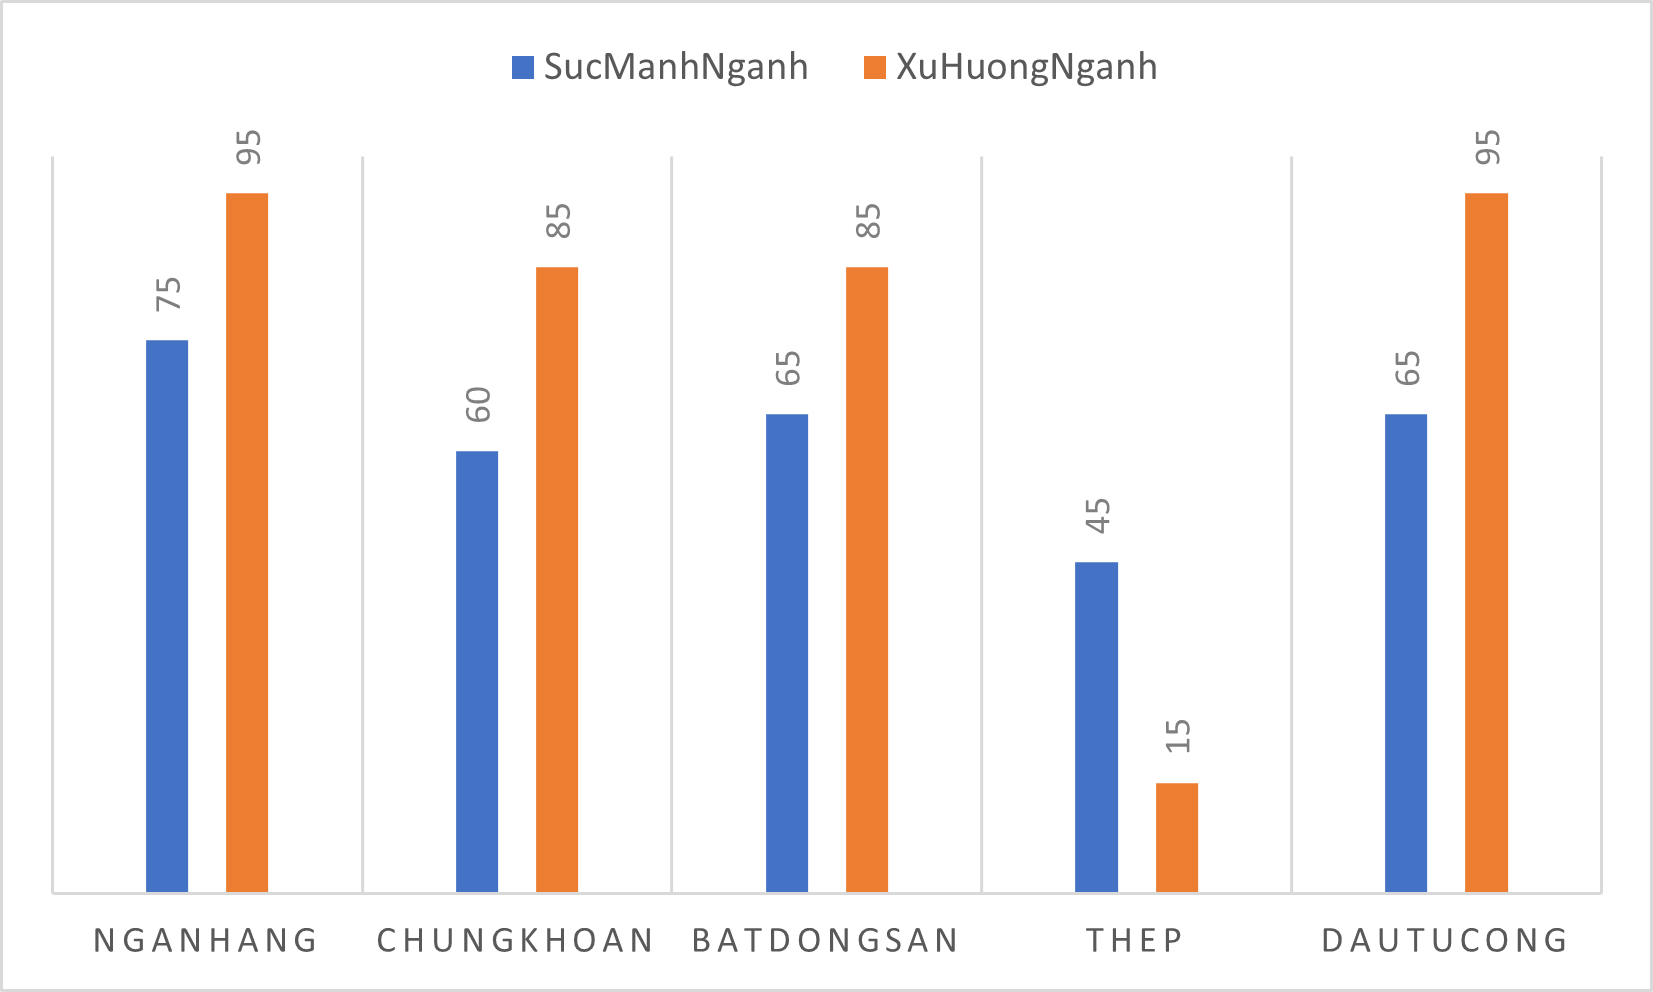 SucManhNganh XuHuongNganh
75 95 60 85 65 85 45 15 65 95
NGANHANG CHUNGKHOAN BATDONGSAN THEP DAUTUCONG